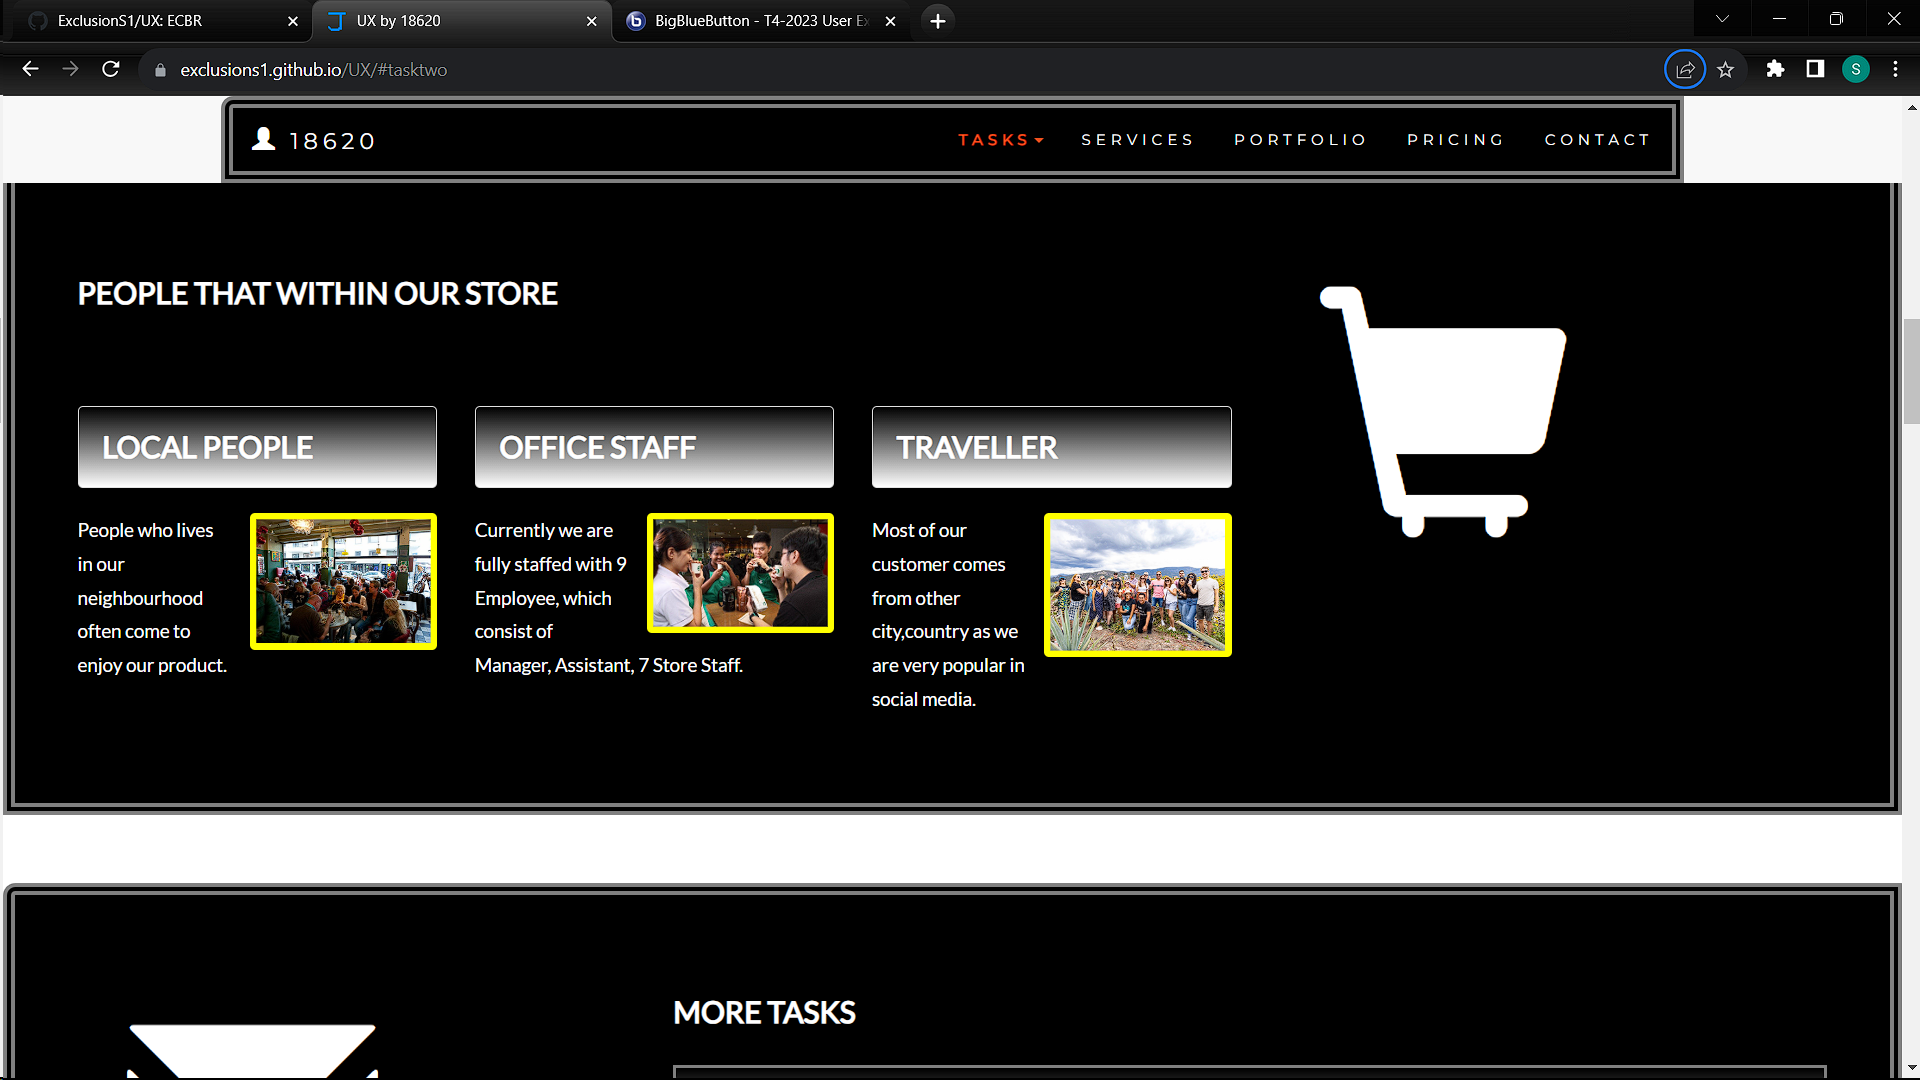 ExclusionS1/UX: ECBR
UX by 18620
BigBlueButton - T4-2023 User Ex
exclusions1.github.io/UX/#tasktwo
S
18620
TASKS
SERVICES
PORTFOLIO
PRICING
CONTACT
PEOPLE THAT WITHIN OUR STORE
LOCAL PEOPLE
People who lives
in our
neighbourhood
often come to
enjoy our product.
OFFICE STAFF
Currently we are
fully staffed with 9
Employee, which
consist of
Manager, Assistant, 7 Store Staff.
TRAVELLER
Most of our
customer comes
from other
city,country as we
are very popular in
social media.
MORE TASKS